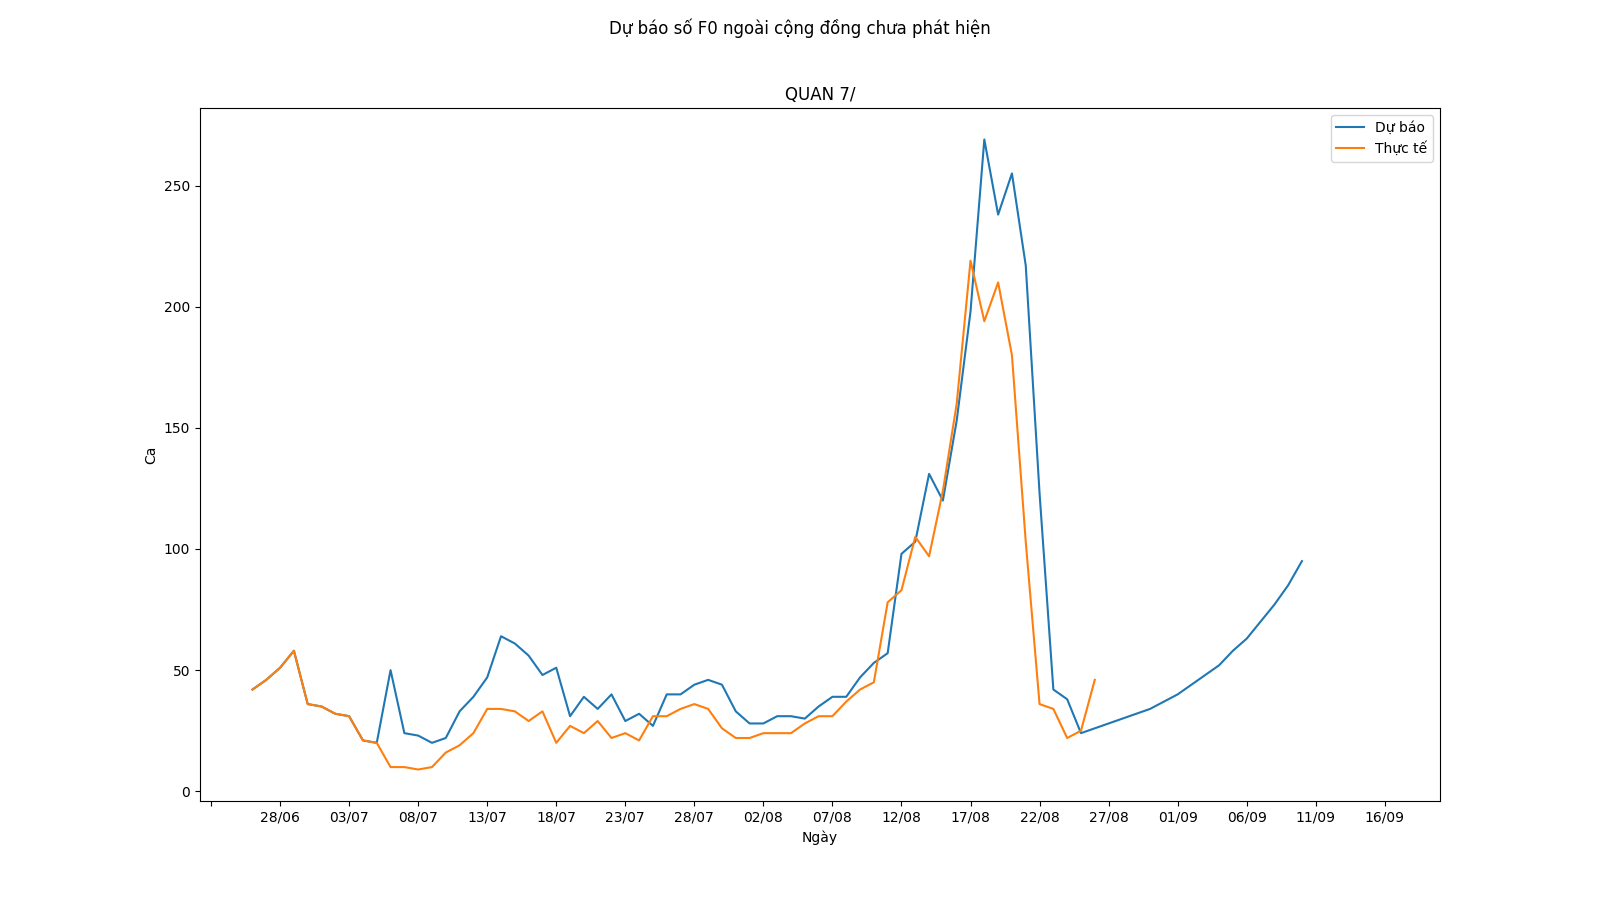 Dự báo số F0 ngoài cộng đồng chưa phát hiện
QUAN 7/
Dự báo
Thực tế
250
200
150
100
50
0
Ca
28/06 03/07 08/07 13/07 18/07 23/07 28/07 02/08 07/08 12/08 17/08 22/08 27/08 01/09 06/09 11/09 16/09
Ngày